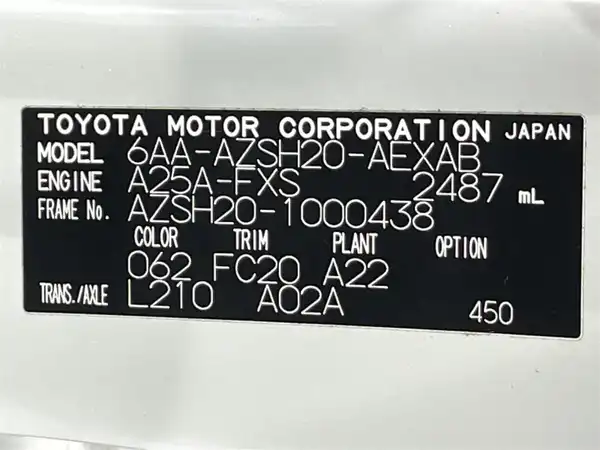 TOYOTA MOTOR CORPORATION JAPAN
MODEL 6AA-AZSH20-AEXAB
ENGINE A25A-FXS 2487 mL
FRAME No. AZSH20-1000438
COLOR TRIM PLANT OPTION
062 FC20 A22
TRANS./AXLE L210 A02A 450